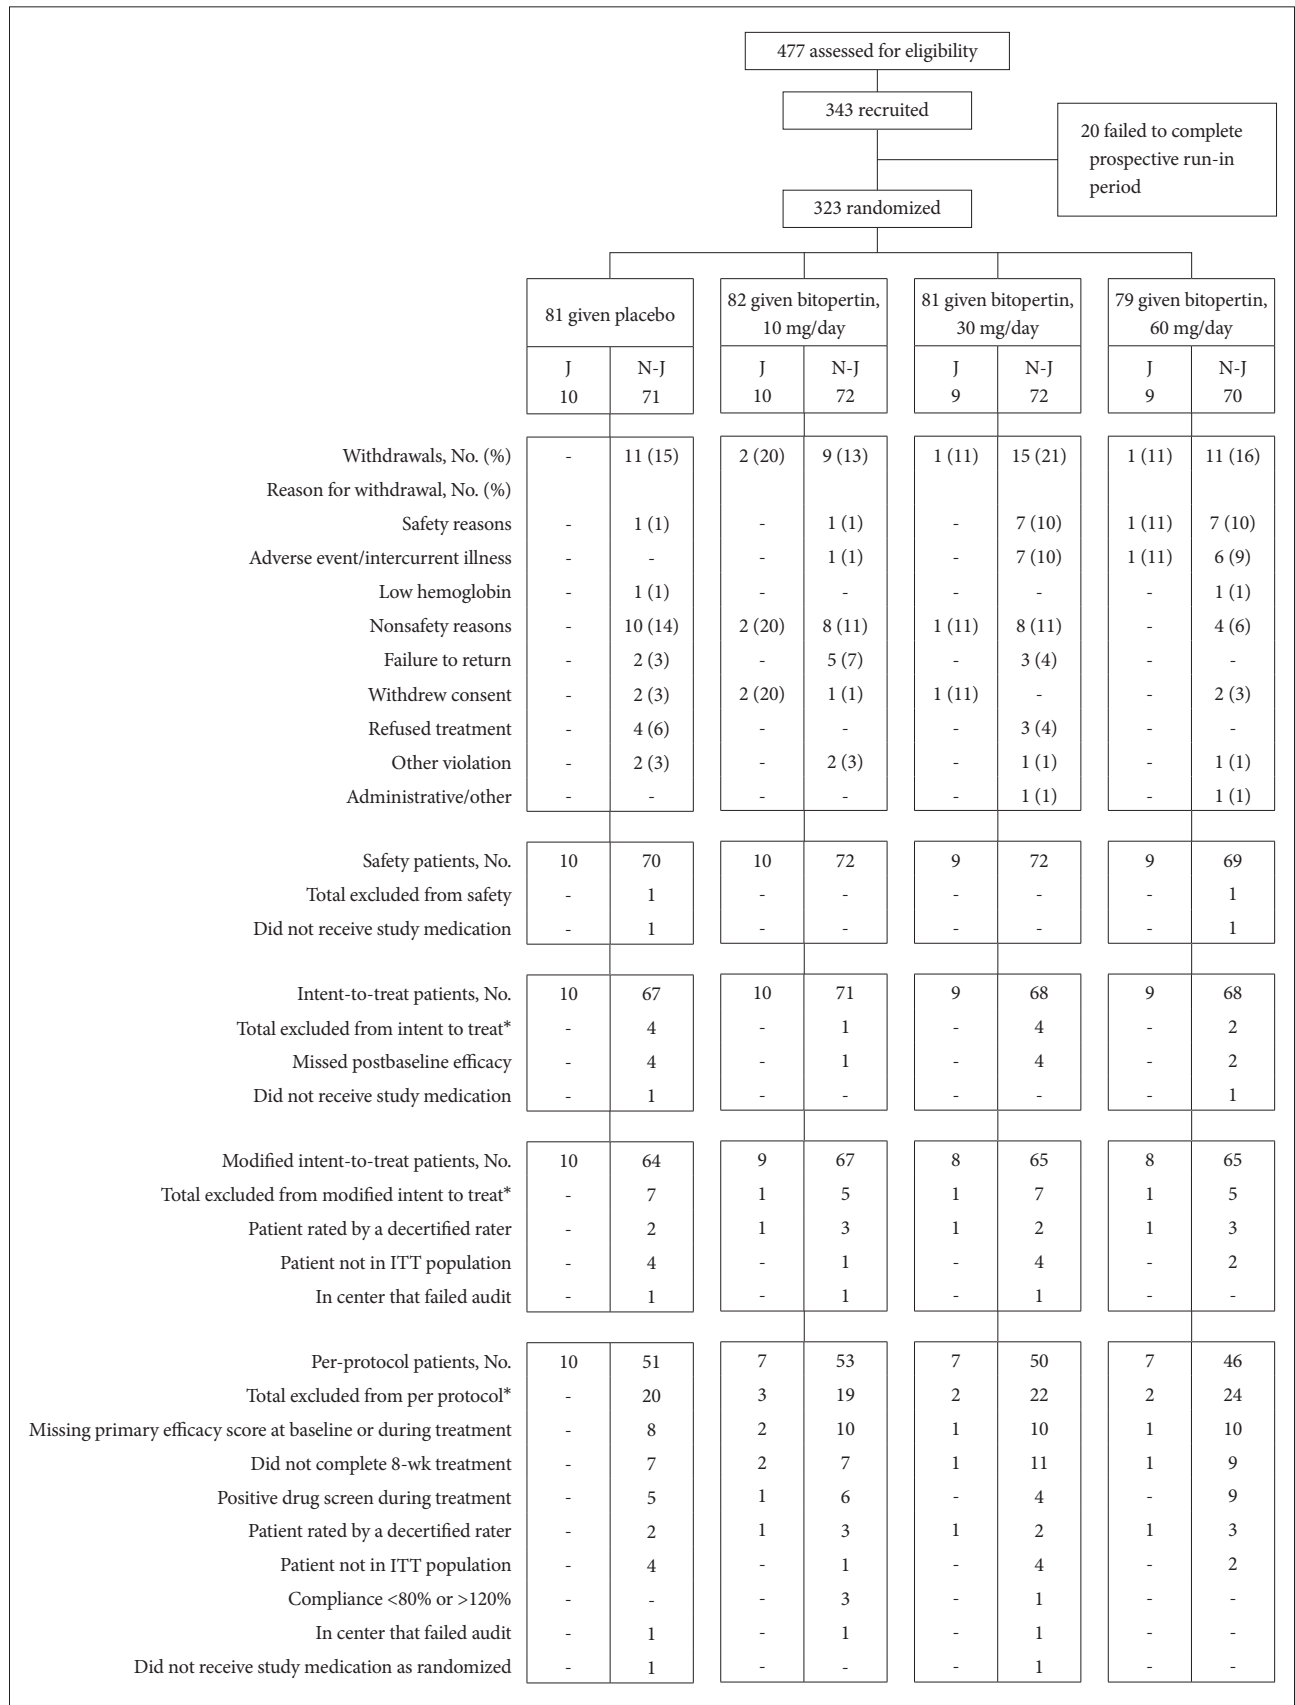 477 assessed for eligibility
343 recruited
20 failed to complete
prospective run-in
period
323 randomized
81 given placebo
82 given bitopertin,
10 mg/day
81 given bitopertin,
30 mg/day
79 given bitopertin,
60 mg/day
J N-J J N-J J N-J J N-J
10 71 10 72 9 72 9 70
Withdrawals, No. (%) - 11 (15) 2 (20) 9 (13) 1 (11) 15 (21) 1 (11) 11 (16)
Reason for withdrawal, No. (%)
Safety reasons - 1 (1) - 1 (1) - 7 (10) 1 (11) 7 (10)
Adverse event/intercurrent illness - - - 1 (1) - 7 (10) 1 (11) 6 (9)
Low hemoglobin - 1 (1) - - - - - 1 (1)
Nonsafety reasons - 10 (14) 2 (20) 8 (11) 1 (11) 8 (11) - 4 (6)
Failure to return - 2 (3) - 5 (7) - 3 (4) - -
Withdrew consent - 2 (3) 2 (20) 1 (1) 1 (11) - - 2 (3)
Refused treatment - 4 (6) - - - 3 (4) - -
Other violation - 2 (3) - 2 (3) - 1 (1) - 1 (1)
Administrative/other - - - - - 1 (1) - 1 (1)
Safety patients, No. 10 70 10 72 9 72 9 69
Total excluded from safety - 1 - - - - - 1
Did not receive study medication - 1 - - - - - 1
Intent-to-treat patients, No. 10 67 10 71 9 68 9 68
Total excluded from intent to treat* - 4 - 1 - 4 - 2
Missed postbaseline efficacy - 4 - 1 - 4 - 2
Did not receive study medication - 1 - - - - - 1
Modified intent-to-treat patients, No. 10 64 9 67 8 65 8 65
Total excluded from modified intent to treat* - 7 1 5 1 7 1 5
Patient rated by a decertified rater - 2 1 3 1 2 1 3
Patient not in ITT population - 4 - 1 - 4 - 2
In center that failed audit - 1 - 1 - 1 - -
Per-protocol patients, No. 10 51 7 53 7 50 7 46
Total excluded from per protocol* - 20 3 19 2 22 2 24
Missing primary efficacy score at baseline or during treatment - 8 2 10 1 10 1 10
Did not complete 8-wk treatment - 7 2 7 1 11 1 9
Positive drug screen during treatment - 5 1 6 - 4 - 9
Patient rated by a decertified rater - 2 1 3 1 2 1 3
Patient not in ITT population - 4 - 1 - 4 - 2
Compliance <80% or >120% - - - 3 - 1 - -
In center that failed audit - 1 - 1 - 1 - -
Did not receive study medication as randomized - 1 - - - 1 - -